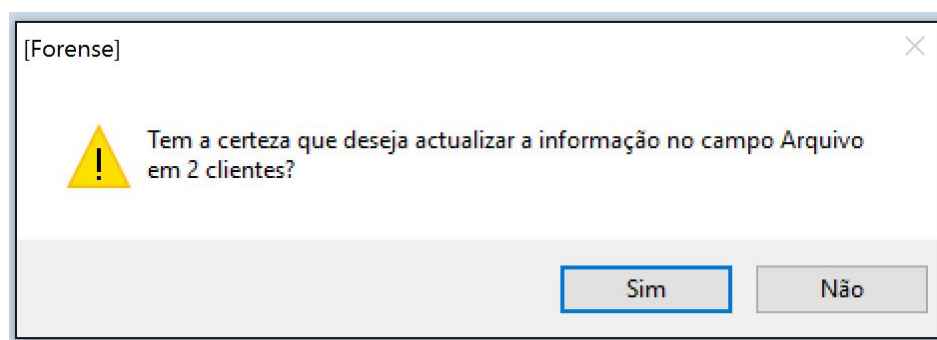 [Forense]
Tem a certeza que deseja actualizar a informação no campo Arquivo
em 2 clientes?
Sim
Não